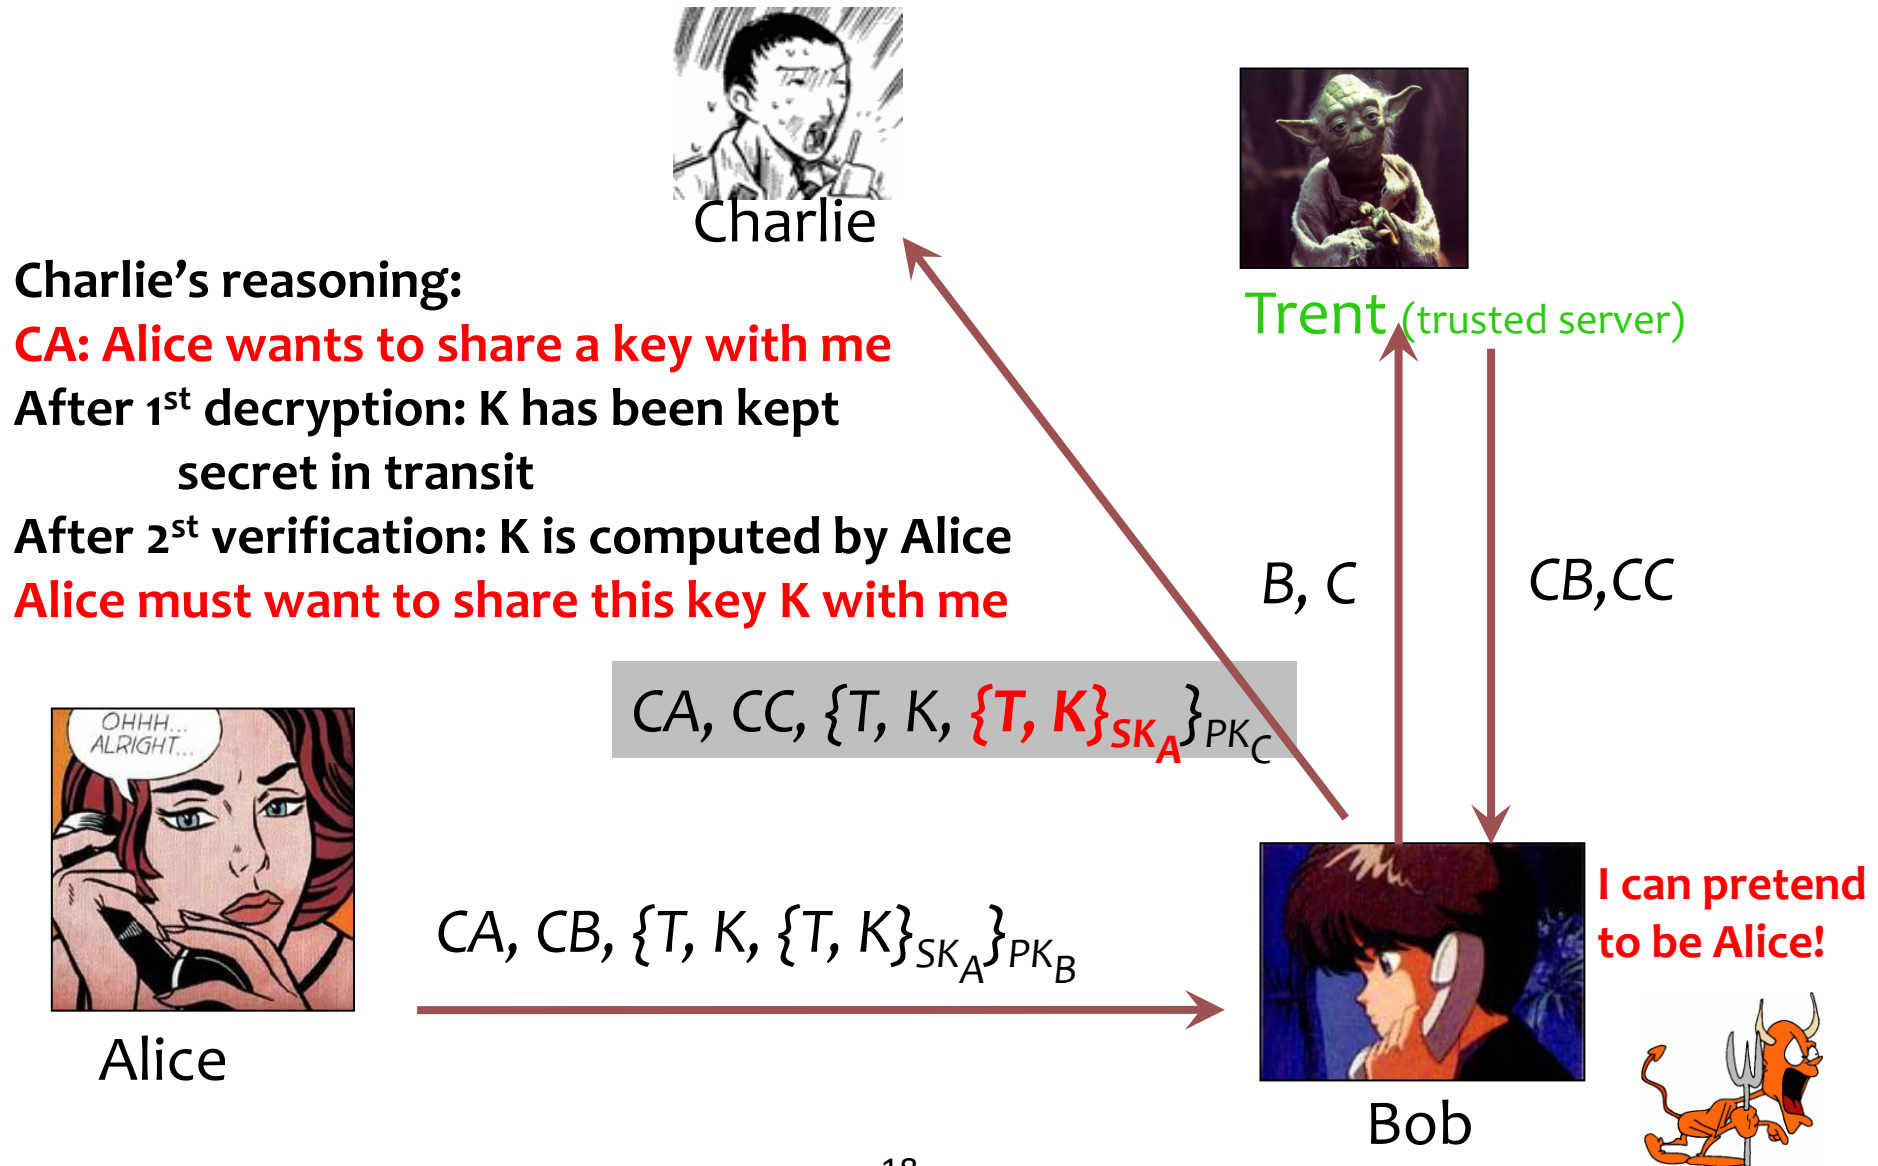 Charlie
Trent (trusted server)
Charlie’s reasoning:
CA: Alice wants to share a key with me
After 1st decryption: K has been kept
secret in transit
After 2st verification: K is computed by Alice
Alice must want to share this key K with me
B, C
CB,CC
CA, CC, {T, K, {T, K}SKA}PKC
OHHH...
ALRIGHT...
I can pretend
to be Alice!
CA, CB, {T, K, {T, K}SKA}PKB
Alice
Bob
18